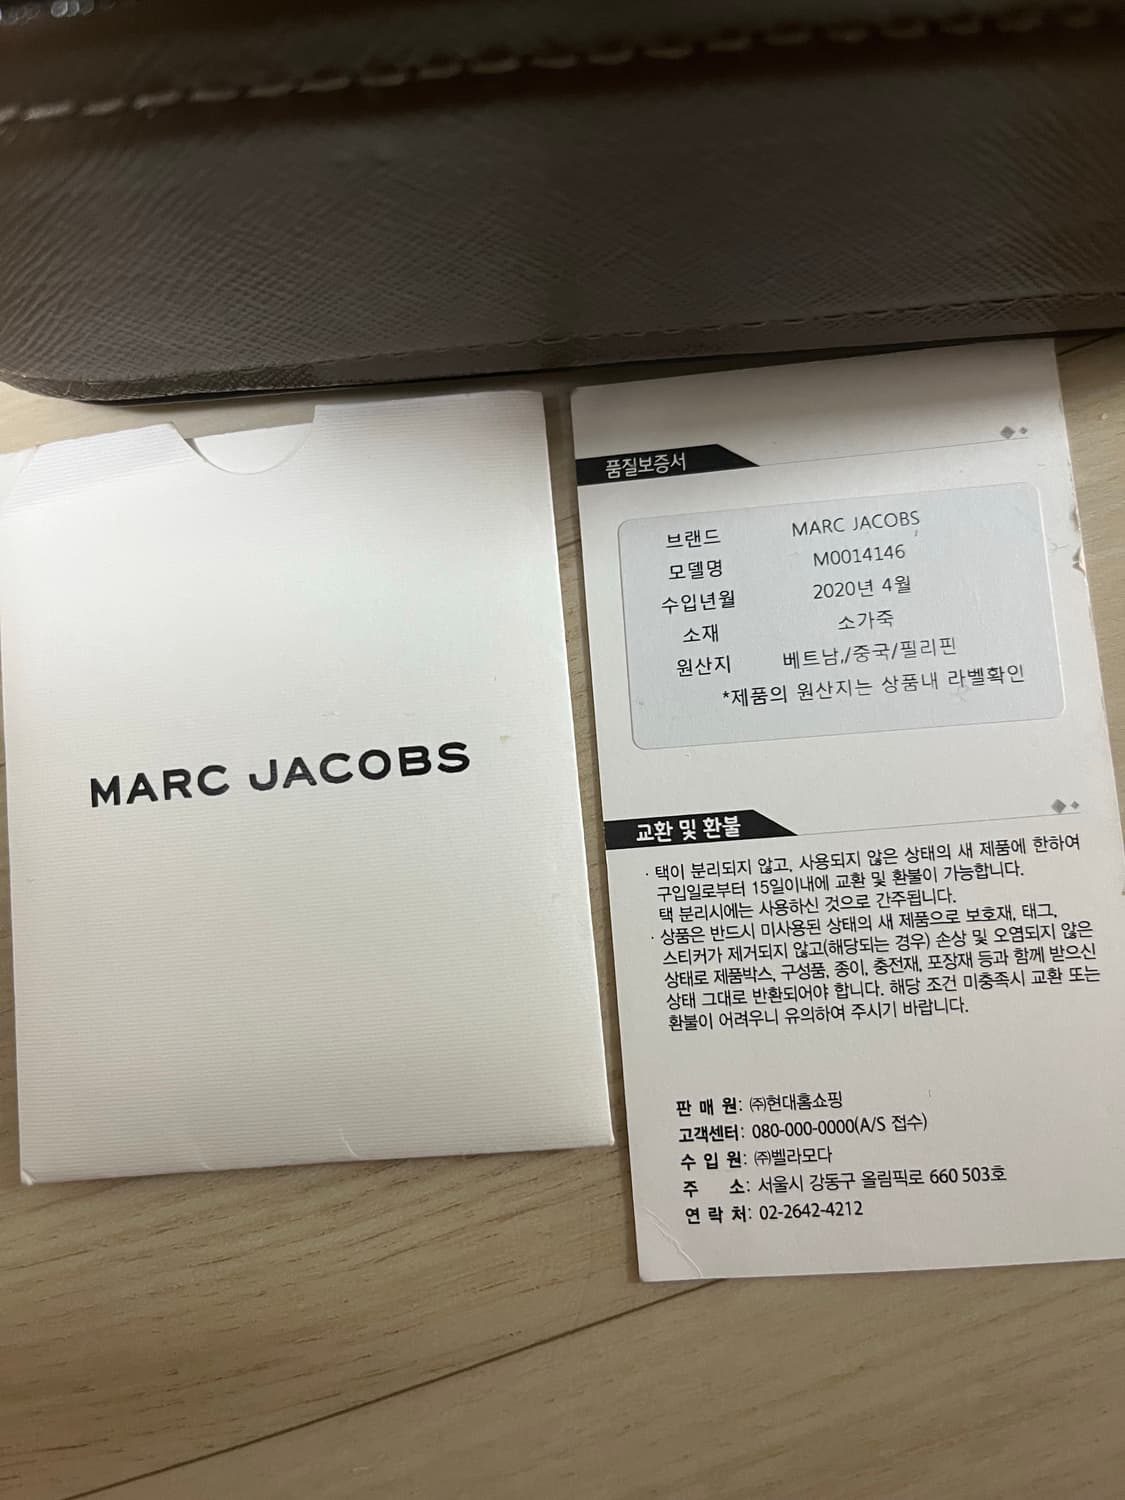 MARC JACOBS
품질보증서
브랜드 MARC JACOBS
모델명 M0014146
수입년월 2020년 4월
소재 소가죽
원산지 베트남,/중국/필리핀
*제품의 원산지는 상품내 라벨확인
교환 및 환불
· 택이 분리되지 않고, 사용되지 않은 상태의 새 제품에 한하여
구입일로부터 15일이내에 교환 및 환불이 가능합니다.
택 분리시에는 사용하신 것으로 간주됩니다.
· 상품은 반드시 미사용된 상태의 새 제품으로 보호재, 태그,
스티커가 제거되지 않고(해당되는 경우) 손상 및 오염되지 않은
상태로 제품박스, 구성품, 종이, 충전재, 포장재 등과 함께 받으신
상태 그대로 반환되어야 합니다. 해당 조건 미충족시 교환 또는
환불이 어려우니 유의하여 주시기 바랍니다.
판 매 원: ㈜현대홈쇼핑
고객센터: 080-000-0000(A/S 접수)
수 입 원: ㈜벨라모다
주 소: 서울시 강동구 올림픽로 660 503호
연 락 처: 02-2642-4212